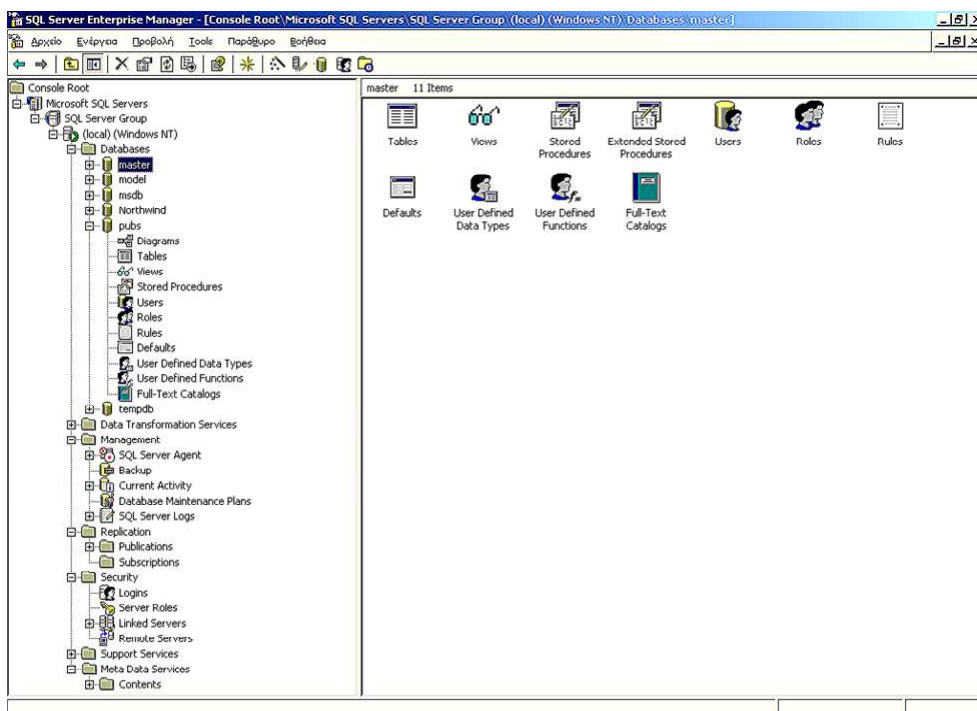 SQL Server Enterprise Manager - [Console Root\Microsoft SQL Servers\SQL Server Group\(local) (Windows NT)\Databases\master]
Αρχείο Ενέργεια Προβολή Tools Παράθυρο Βοήθεια
Console Root
Microsoft SQL Servers
SQL Server Group
(local) (Windows NT)
Databases
master
model
msdb
Northwind
pubs
Diagrams
Tables
Views
Stored Procedures
Users
Roles
Rules
Defaults
User Defined Data Types
User Defined Functions
Full-Text Catalogs
tempdb
Data Transformation Services
Management
SQL Server Agent
Backup
Current Activity
Database Maintenance Plans
SQL Server Logs
Replication
Publications
Subscriptions
Security
Logins
Server Roles
Linked Servers
Remote Servers
Support Services
Meta Data Services
Contents
master 11 Items
Tables
Views
Stored
Procedures
Extended Stored
Procedures
Users
Roles
Rules
Defaults
User Defined
Data Types
User Defined
Functions
Full-Text
Catalogs